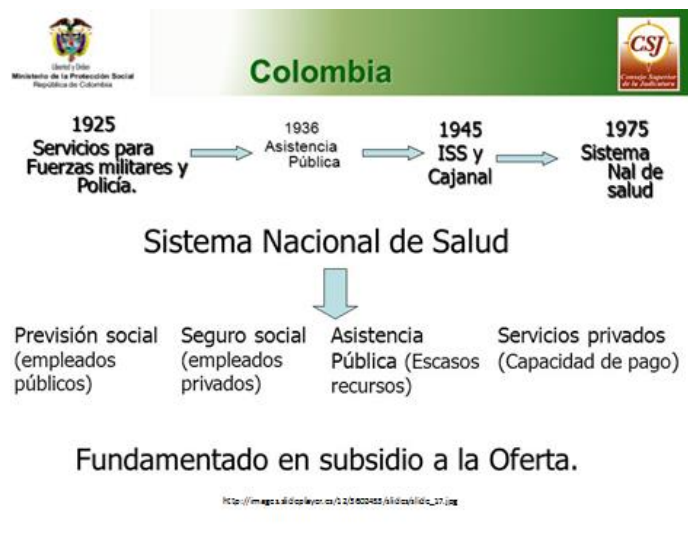 Libertad y Orden
Ministerio de la Protección Social
República de Colombia
Colombia
CSJ
Consejo Superior
de la Judicatura
1925
Servicios para
Fuerzas militares y
Policía.
1936
Asistencia
Pública
1945
ISS y
Cajanal
1975
Sistema
Nal de
salud
Sistema Nacional de Salud
Previsión social
(empleados
públicos)
Seguro social
(empleados
privados)
Asistencia
Pública (Escasos
recursos)
Servicios privados
(Capacidad de pago)
Fundamentado en subsidio a la Oferta.